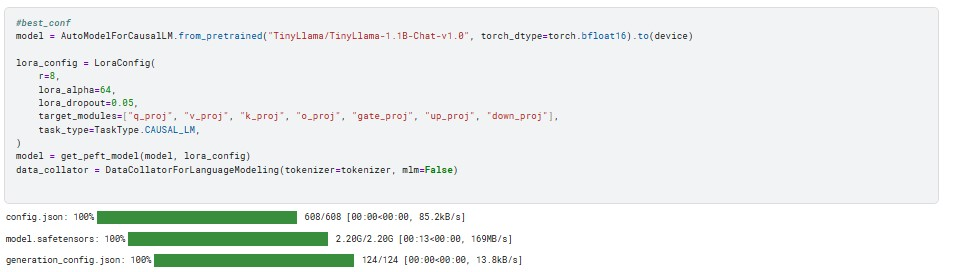 #best_conf
model = AutoModelForCausalLM.from_pretrained("TinyLlama/TinyLlama-1.1B-Chat-v1.0", torch_dtype=torch.bfloat16).to(device)
lora_config = LoraConfig(
    r=8,
    lora_alpha=64,
    lora_dropout=0.05,
    target_modules=["q_proj", "v_proj", "k_proj", "o_proj", "gate_proj", "up_proj", "down_proj"],
    task_type=TaskType.CAUSAL_LM,
)
model = get_peft_model(model, lora_config)
data_collator = DataCollatorForLanguageModeling(tokenizer=tokenizer, mlm=False)
config.json: 100% 608/608 [00:00<00:00, 85.2kB/s]
model.safetensors: 100% 2.20G/2.20G [00:13<00:00, 169MB/s]
generation_config.json: 100% 124/124 [00:00<00:00, 13.8kB/s]